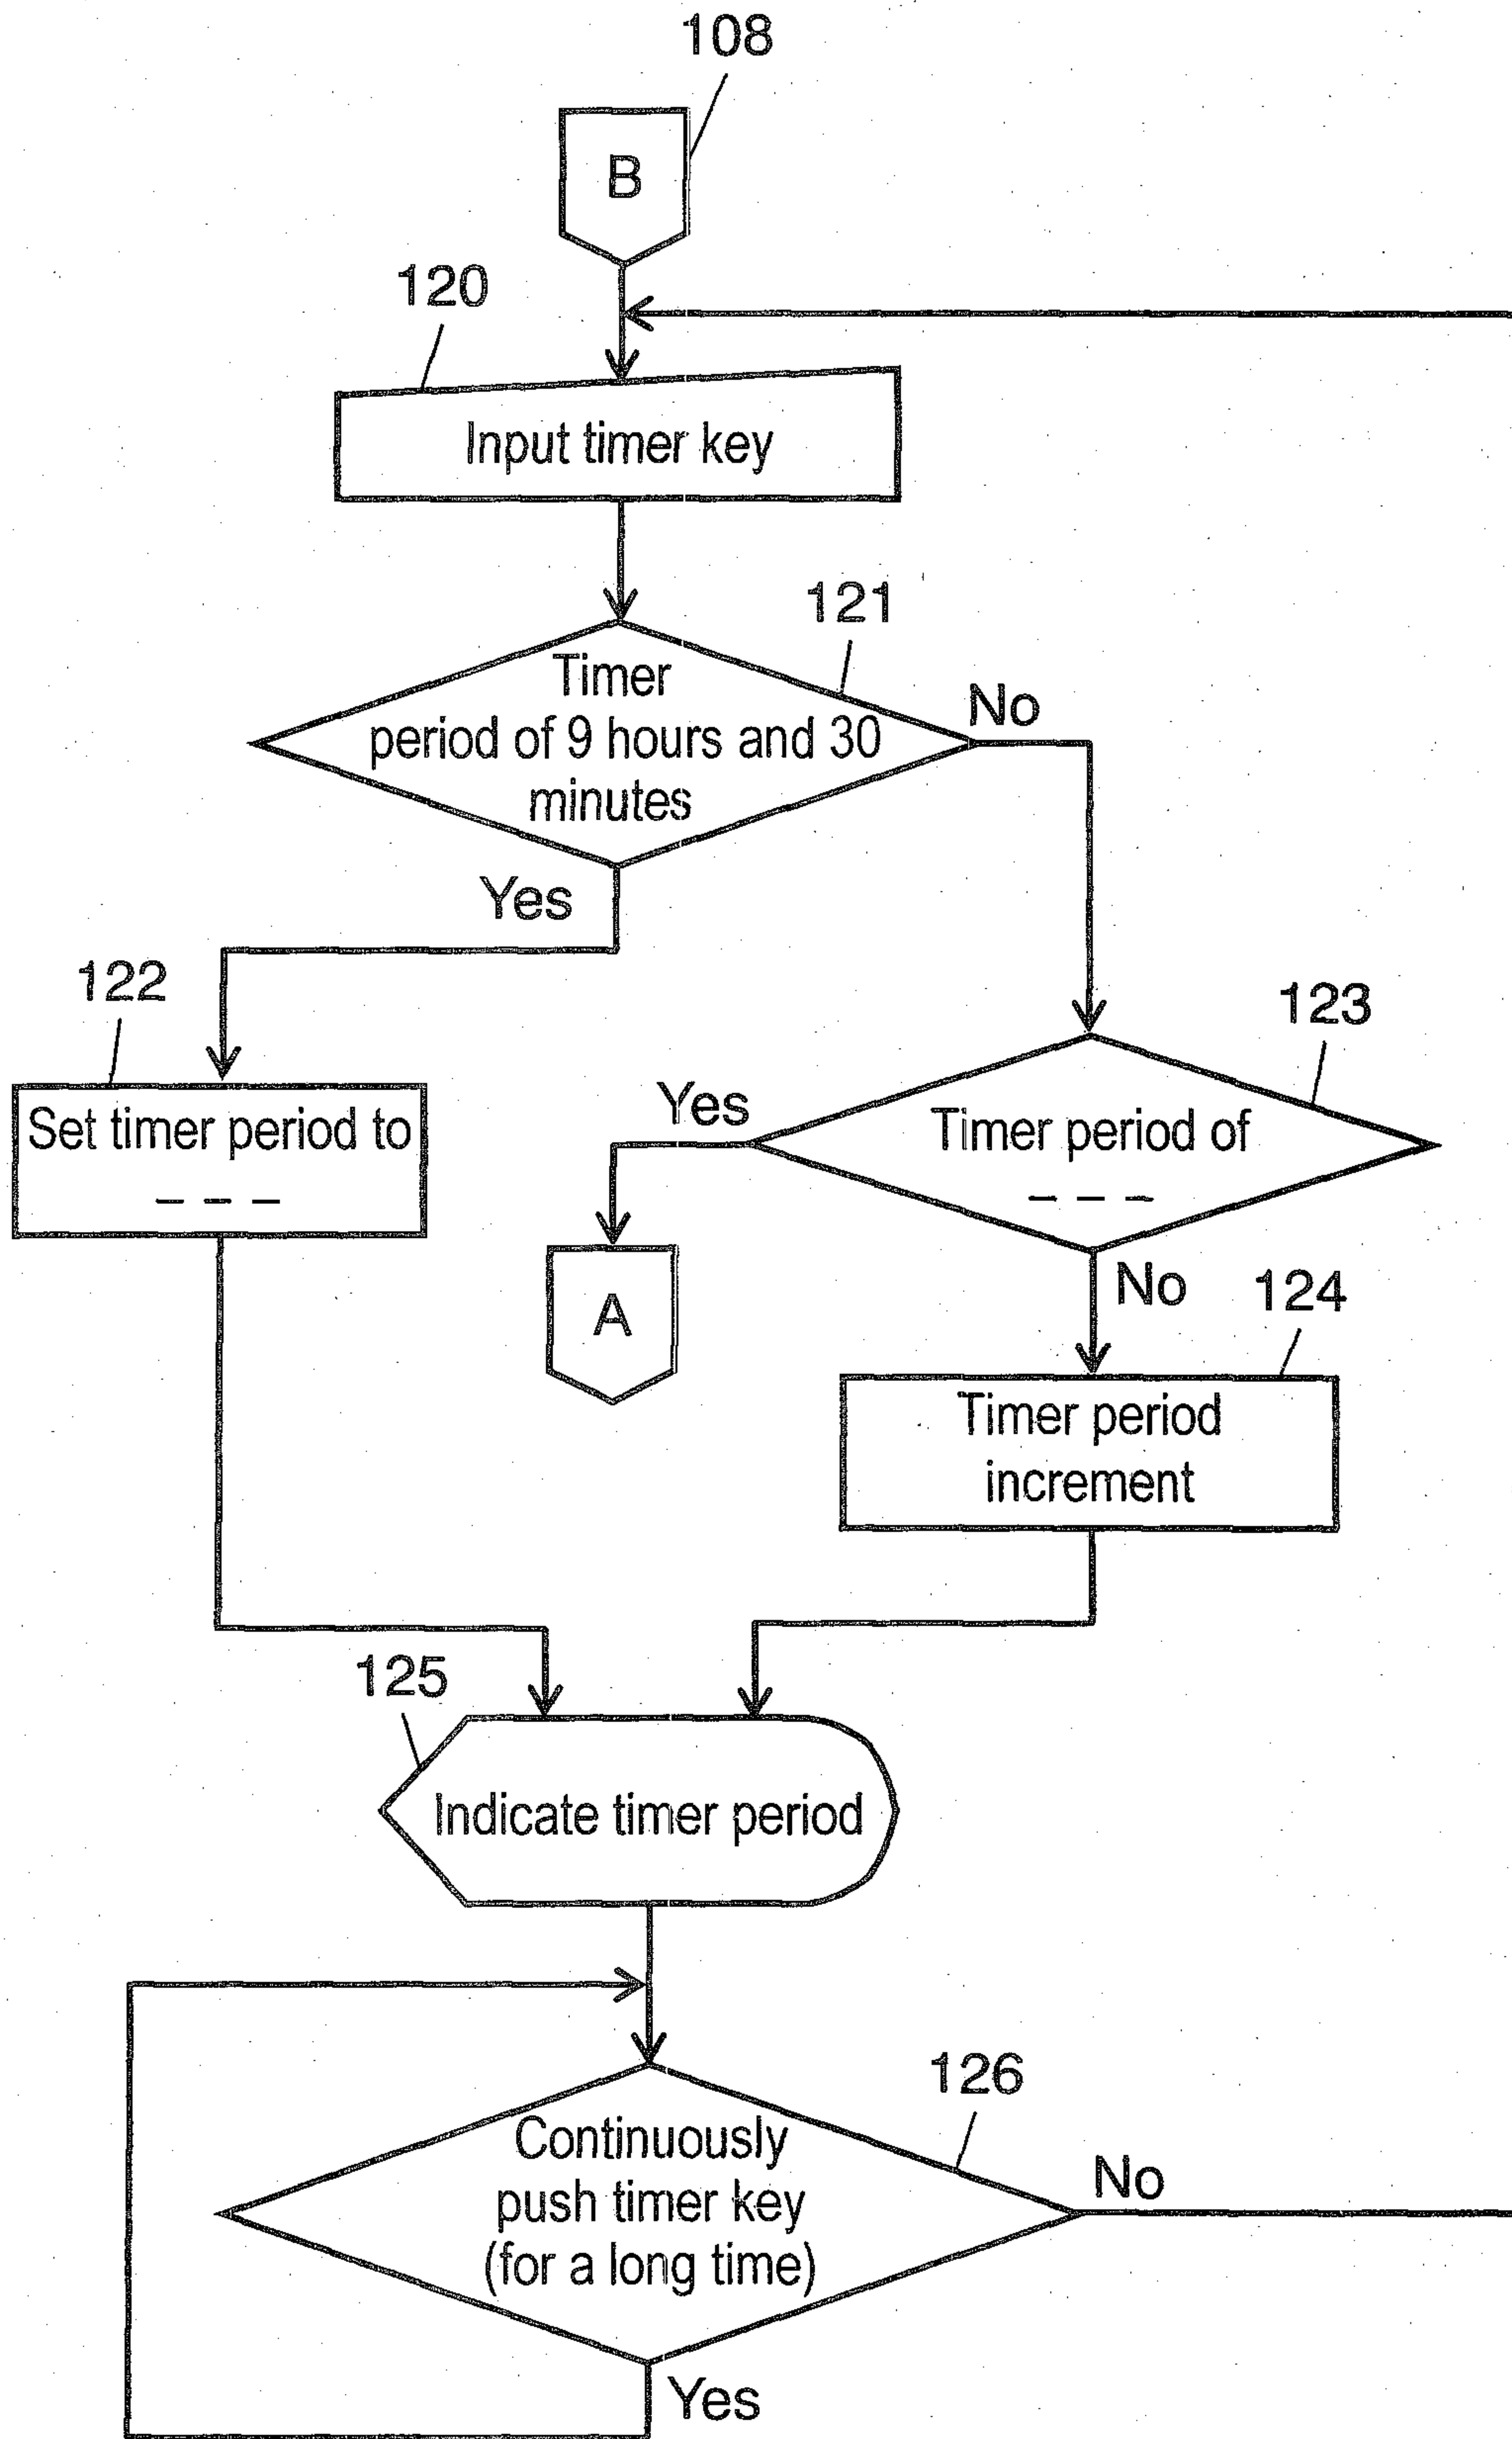 108
B
120
Input timer key
121
Timer
period of 9 hours and 30
minutes
No
Yes
122
Set timer period to
– – –
123
Yes
Timer period of
– – –
A
No
124
Timer period
increment
125
Indicate timer period
126
Continuously
push timer key
(for a long time)
No
Yes